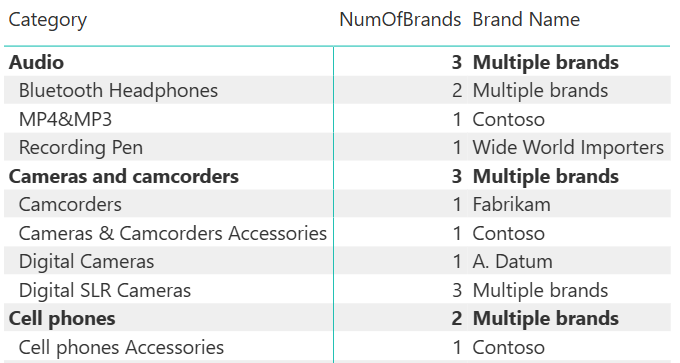 Category NumOfBrands Brand Name
Audio 3 Multiple brands
Bluetooth Headphones 2 Multiple brands
MP4&MP3 1 Contoso
Recording Pen 1 Wide World Importers
Cameras and camcorders 3 Multiple brands
Camcorders 1 Fabrikam
Cameras & Camcorders Accessories 1 Contoso
Digital Cameras 1 A. Datum
Digital SLR Cameras 3 Multiple brands
Cell phones 2 Multiple brands
Cell phones Accessories 1 Contoso